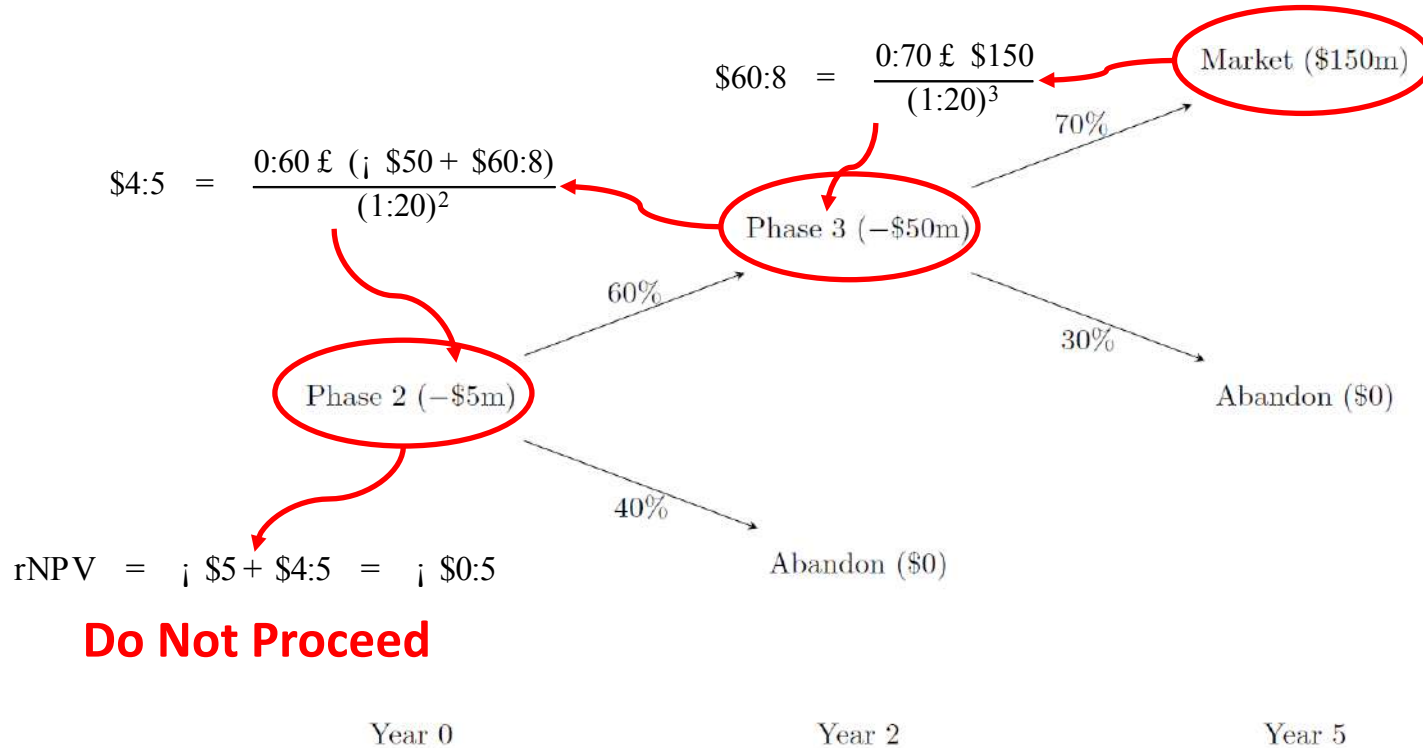 $60:8 = 0:70 £ $150
(1:20)3
Market ($150m)
70%
$4:5 = 0:60 £ (¡ $50 + $60:8)
(1:20)2
Phase 3 (−$50m)
60%
30%
Phase 2 (−$5m)
Abandon ($0)
40%
rNPV = ¡ $5 + $4:5 = ¡ $0:5
Abandon ($0)
Do Not Proceed
Year 0 Year 2 Year 5